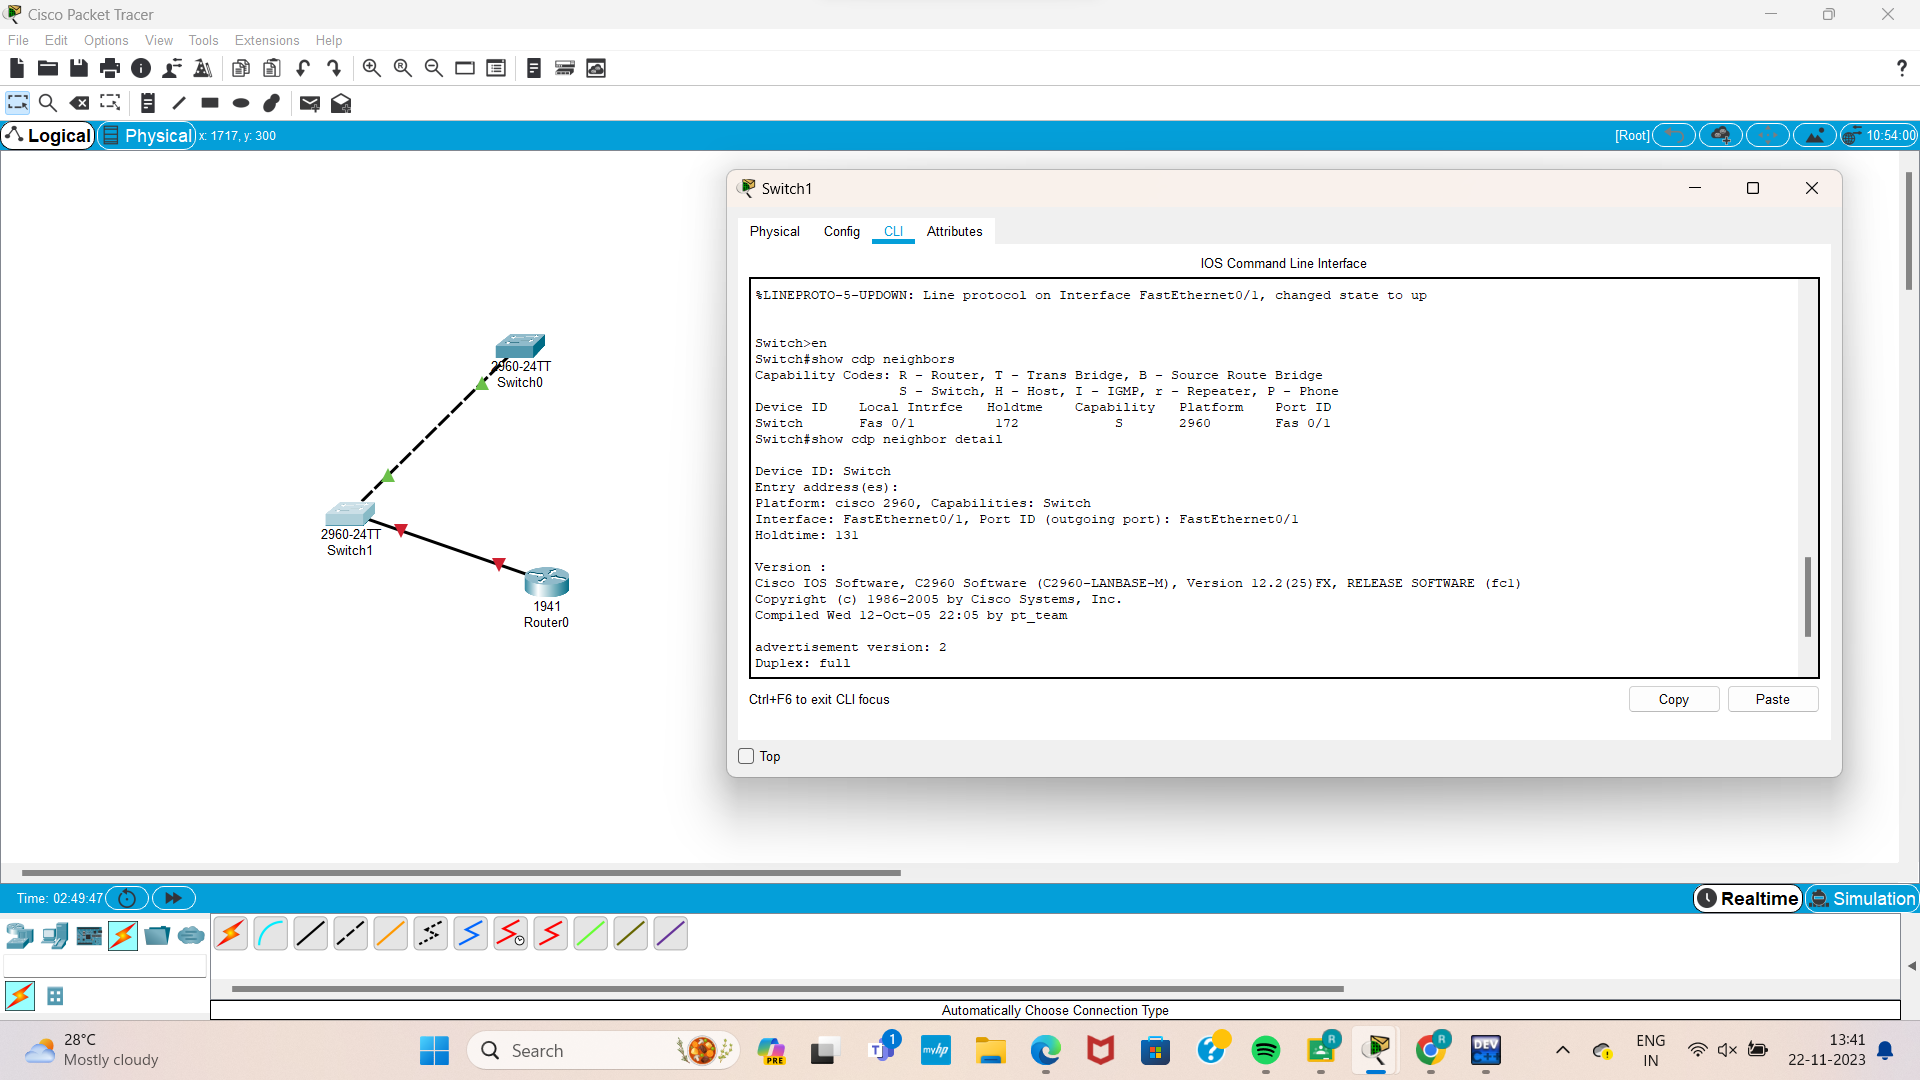 Cisco Packet Tracer
File Edit Options View Tools Extensions Help
Logical Physical x: 1717, y: 300 [Root] 10:54:00
Switch1
Physical Config CLI Attributes
IOS Command Line Interface
%LINEPROTO-5-UPDOWN: Line protocol on Interface FastEthernet0/1, changed state to up
Switch>en
Switch#show cdp neighbors
Capability Codes: R - Router, T - Trans Bridge, B - Source Route Bridge
S - Switch, H - Host, I - IGMP, r - Repeater, P - Phone
Device ID Local Intrfce Holdtme Capability Platform Port ID
Switch Fas 0/1 172 S 2960 Fas 0/1
Switch#show cdp neighbor detail
Device ID: Switch
Entry address(es):
Platform: cisco 2960, Capabilities: Switch
Interface: FastEthernet0/1, Port ID (outgoing port): FastEthernet0/1
Holdtime: 131
Version :
Cisco IOS Software, C2960 Software (C2960-LANBASE-M), Version 12.2(25)FX, RELEASE SOFTWARE (fc1)
Copyright (c) 1986-2005 by Cisco Systems, Inc.
Compiled Wed 12-Oct-05 22:05 by pt_team
advertisement version: 2
Duplex: full
Ctrl+F6 to exit CLI focus
Copy Paste
Top
2960-24TT
Switch0
2960-24TT
Switch1
1941
Router0
Time: 02:49:47
Realtime Simulation
Automatically Choose Connection Type
28°C
Mostly cloudy
Search
PRE
1
myhp
R
R
DEV
C++
ENG
IN
13:41
22-11-2023